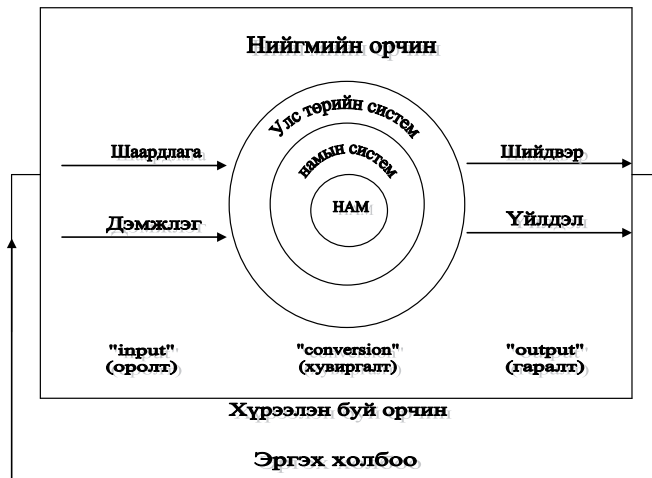 Нийгмийн орчин
Улс төрийн систем
намын систем
НАМ
Шаардлага
Дэмжлэг
Шийдвэр
Үйлдэл
"input"
(оролт)
"conversion"
(хувиргалт)
"output"
(гаралт)
Хүрээлэн буй орчин
Эргэх холбоо